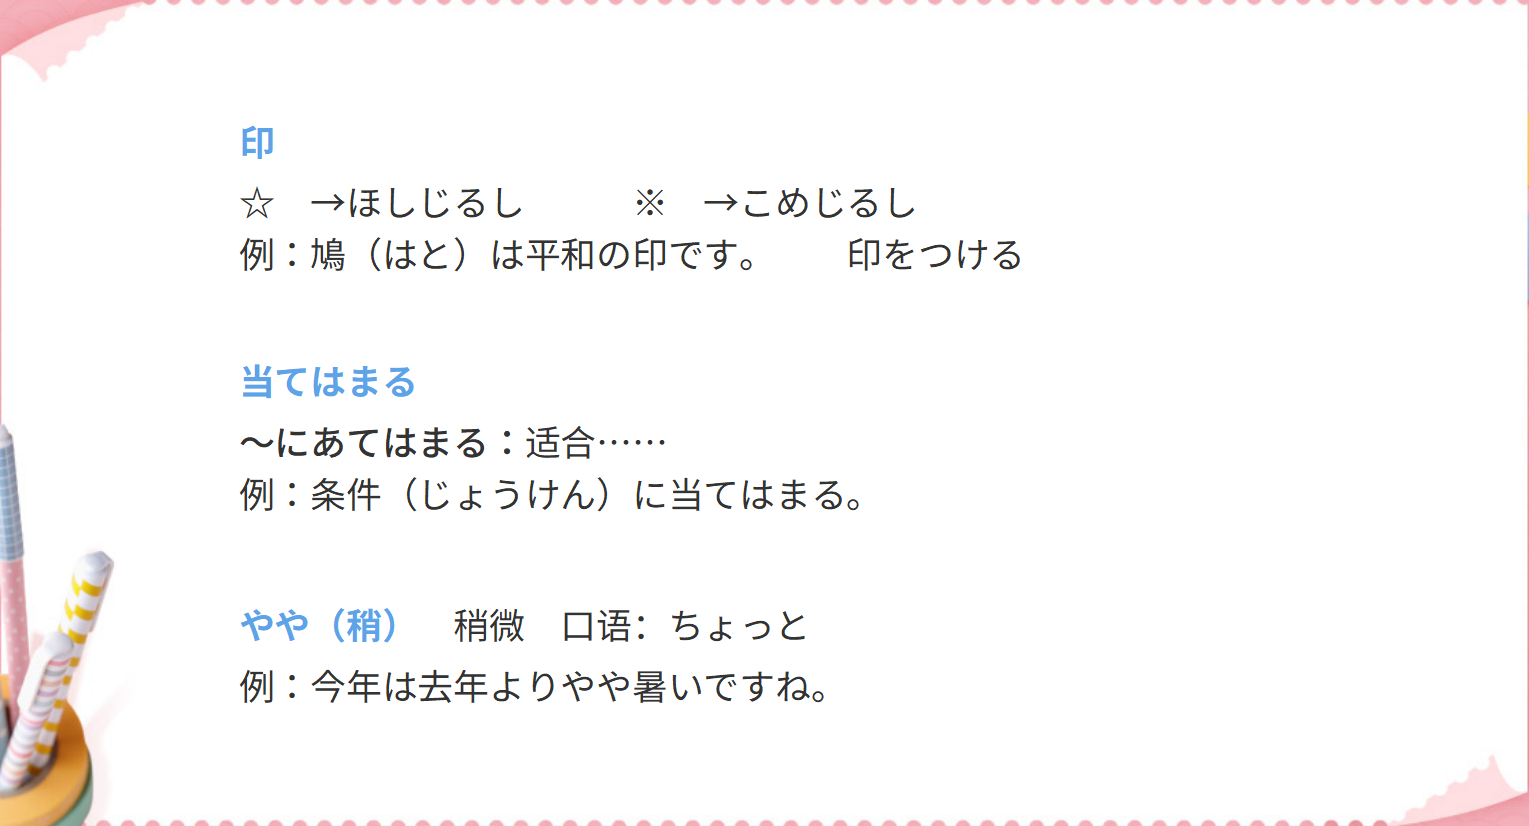 印
☆　→ほしじるし　　　※　→こめじるし
例：鳩（はと）は平和の印です。　　印をつける
当てはまる
～にあてはまる：适合……
例：条件（じょうけん）に当てはまる。
やや（稍）　稍微　口语：ちょっと
例：今年は去年よりやや暑いですね。